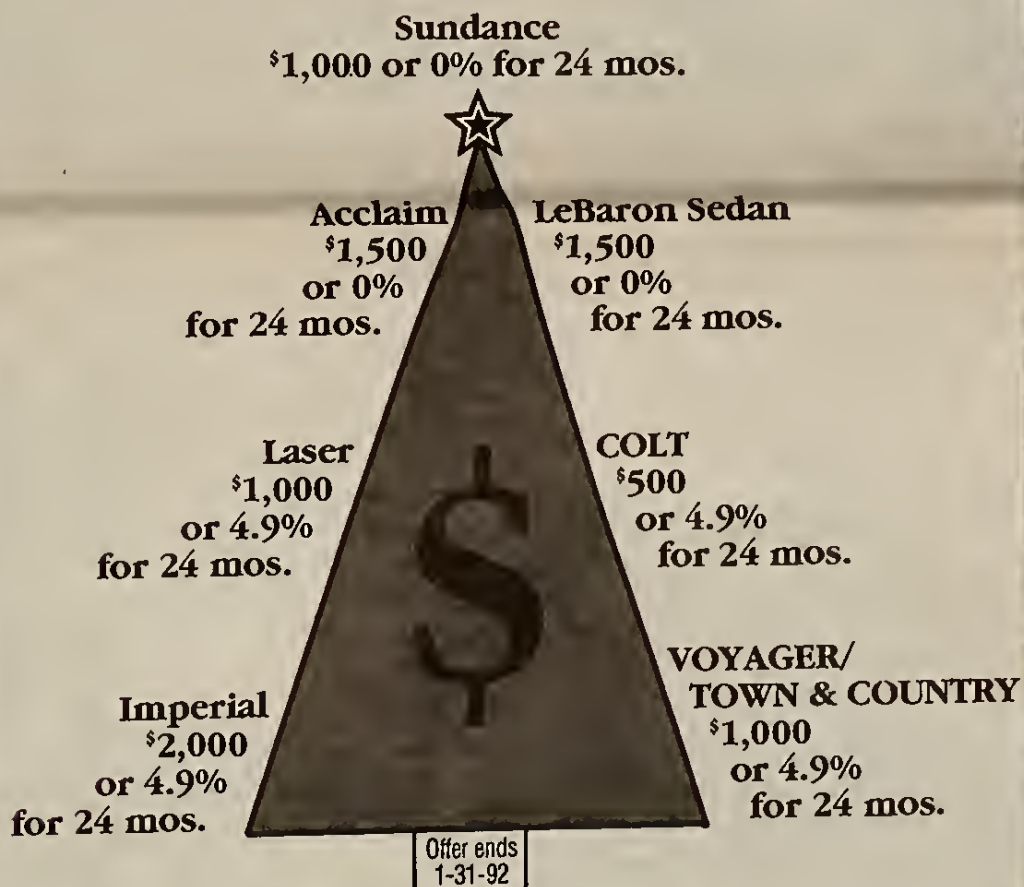 Sundance
$1,000 or 0% for 24 mos.
Acclaim
$1,500
or 0%
for 24 mos.
LeBaron Sedan
$1,500
or 0%
for 24 mos.
Laser
$1,000
or 4.9%
for 24 mos.
COLT
$500
or 4.9%
for 24 mos.
$
Imperial
$2,000
or 4.9%
for 24 mos.
VOYAGER/
TOWN & COUNTRY
$1,000
or 4.9%
for 24 mos.
Offer ends
1-31-92